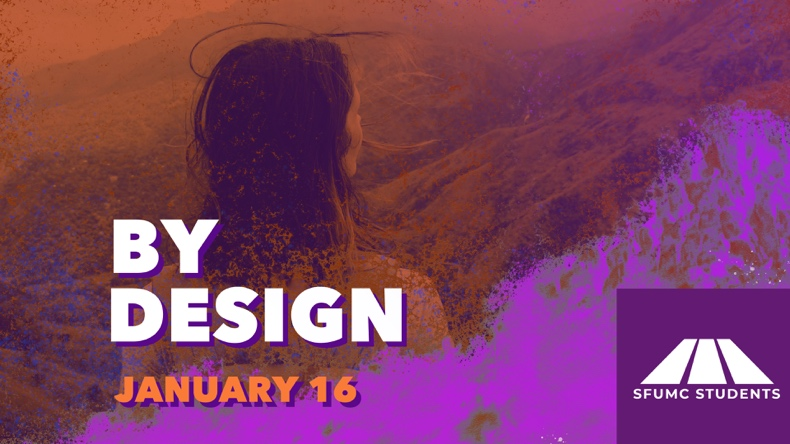 BY
DESIGN
JANUARY 16
SFUMC STUDENTS